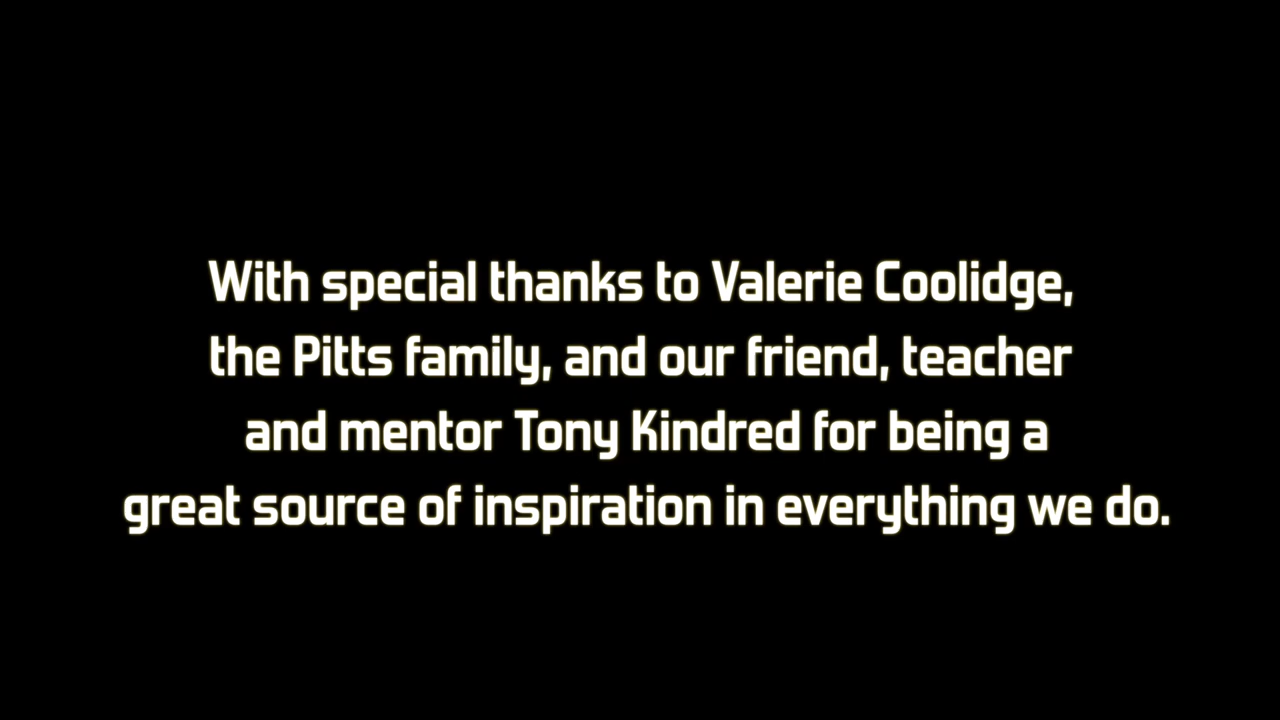 With special thanks to Valerie Coolidge,
the Pitts family, and our friend, teacher
and mentor Tony Kindred for being a
great source of inspiration in everything we do.